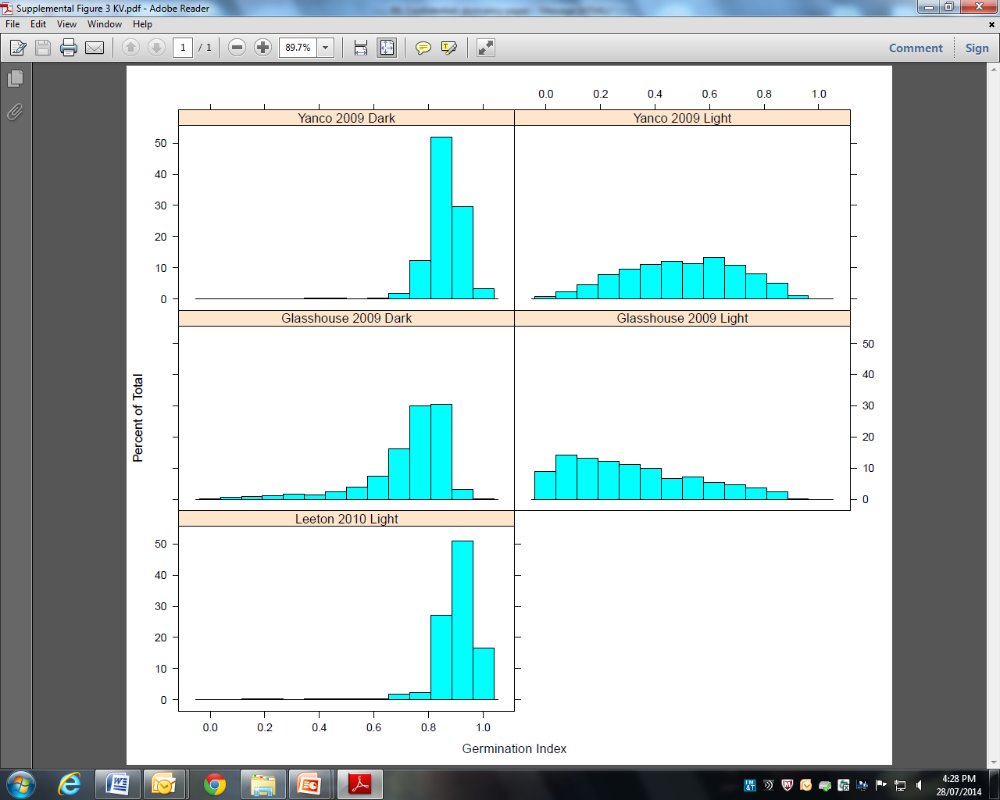 Supplemental Figure 3 KV.pdf - Adobe Reader
File Edit View Window Help
1 / 1 89.7% Comment Sign
0.0 0.2 0.4 0.6 0.8 1.0
Yanco 2009 Dark Yanco 2009 Light
50
40
30
20
10
0
Glasshouse 2009 Dark Glasshouse 2009 Light
50
40
30
20
10
0
Percent of Total
Leeton 2010 Light
50
40
30
20
10
0
0.0 0.2 0.4 0.6 0.8 1.0
Germination Index
4:28 PM
28/07/2014